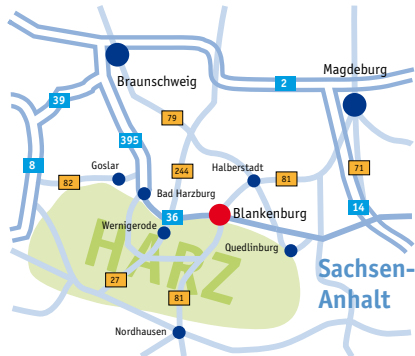 Braunschweig
Magdeburg
2
39
79
395
8
Goslar
82
244
Halberstadt
81
71
Bad Harzburg
36
Blankenburg
14
Wernigerode
Quedlinburg
HARZ
27
81
Sachsen-
Anhalt
Nordhausen